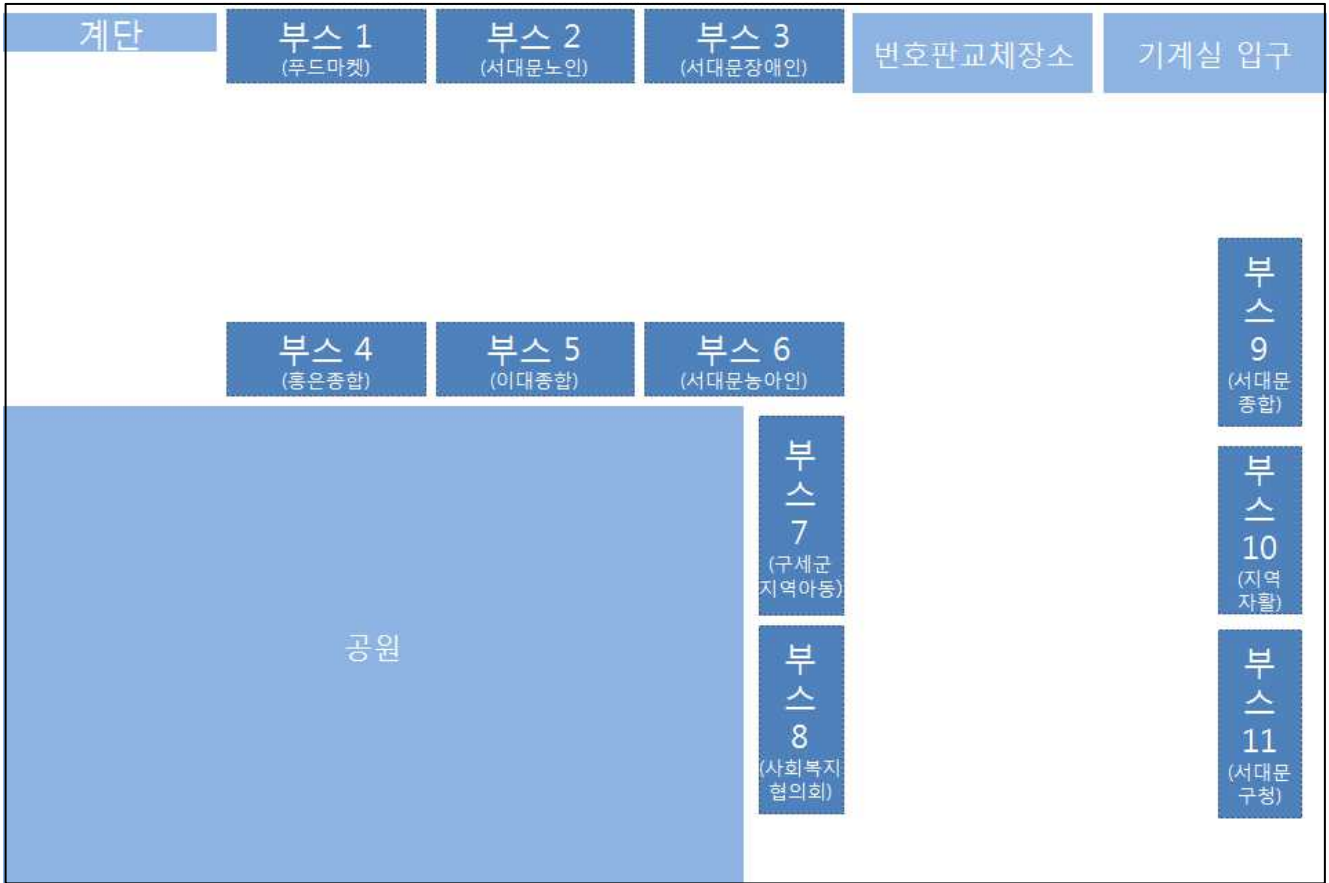 계단
부스 1
(푸드마켓)
부스 2
(서대문노인)
부스 3
(서대문장애인)
번호판교체장소
기계실 입구
부스 4
(홍은종합)
부스 5
(이대종합)
부스 6
(서대문농아인)
부
스
7
(구세군
지역아동)
부
스
8
(사회복지
협의회)
부
스
9
(서대문
종합)
부
스
10
(지역
자활)
부
스
11
(서대문
구청)
공원